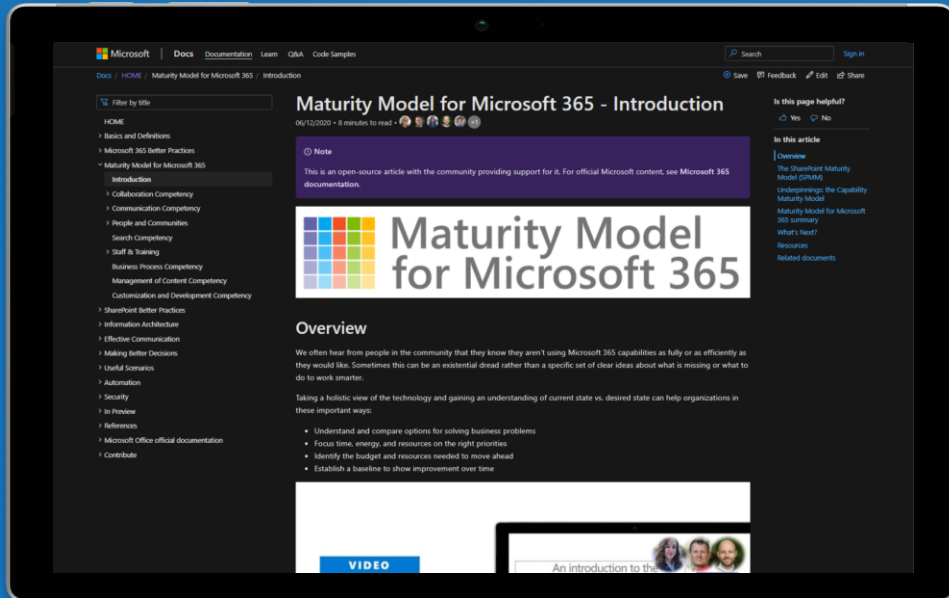 Microsoft | Docs Documentation Learn Q&A Code Samples
Search
Sign in
Docs / HOME / Maturity Model for Microsoft 365 / Introduction
Save Feedback Edit Share
Filter by title
HOME
Basics and Definitions
Microsoft 365 Better Practices
Maturity Model for Microsoft 365
Introduction
Collaboration Competency
Communication Competency
People and Communities
Search Competency
Staff & Training
Business Process Competency
Management of Content Competency
Customization and Development Competency
SharePoint Better Practices
Information Architecture
Effective Communication
Making Better Decisions
Useful Scenarios
Automation
Security
In Preview
References
Microsoft Office official documentation
Contribute
Maturity Model for Microsoft 365 - Introduction
06/12/2020 • 8 minutes to read •
Note
This is an open-source article with the community providing support for it. For official Microsoft content, see Microsoft 365
documentation.
Maturity Model
for Microsoft 365
Overview
We often hear from people in the community that they know they aren't using Microsoft 365 capabilities as fully or as efficiently as
they would like. Sometimes this can be an existential dread rather than a specific set of clear ideas about what is missing or what to
do to work smarter.
Taking a holistic view of the technology and gaining an understanding of current state vs. desired state can help organizations in
these important ways:
• Understand and compare options for solving business problems
• Focus time, energy, and resources on the right priorities
• Identify the budget and resources needed to move ahead
• Establish a baseline to show improvement over time
VIDEO
An introduction to the
Is this page helpful?
Yes No
In this article
Overview
The SharePoint Maturity
Model (SPMM)
Underpinnings: the Capability
Maturity Model
Maturity Model for Microsoft
365 summary
What's Next?
Resources
Related documents